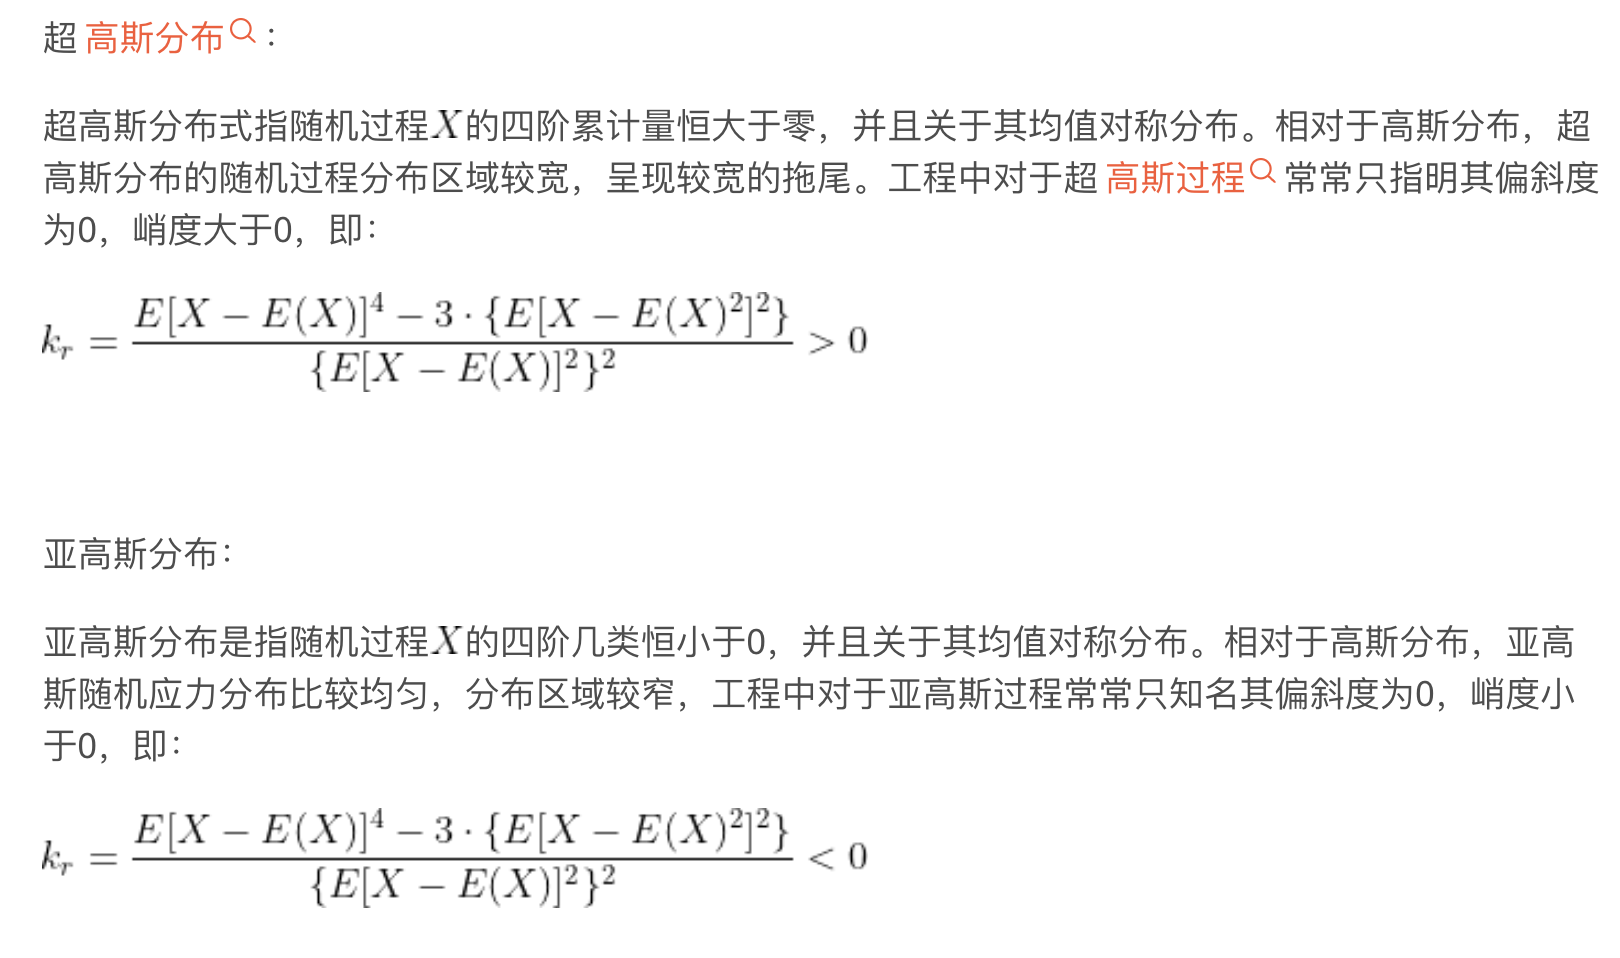 超 高斯分布 ：
超高斯分布式指随机过程X的四阶累计量恒大于零，并且关于其均值对称分布。相对于高斯分布，超
高斯分布的随机过程分布区域较宽，呈现较宽的拖尾。工程中对于超 高斯过程 常常只指明其偏斜度
为0，峭度大于0，即：
k_r = \frac{E[X − E(X)]^4 − 3 · \{E[X − E(X)^2]^2\}}{\{E[X − E(X)]^2\}^2} > 0
亚高斯分布：
亚高斯分布是指随机过程X的四阶几类恒小于0，并且关于其均值对称分布。相对于高斯分布，亚高
斯随机应力分布比较均匀，分布区域较窄，工程中对于亚高斯过程常常只知名其偏斜度为0，峭度小
于0，即：
k_r = \frac{E[X − E(X)]^4 − 3 · \{E[X − E(X)^2]^2\}}{\{E[X − E(X)]^2\}^2} < 0